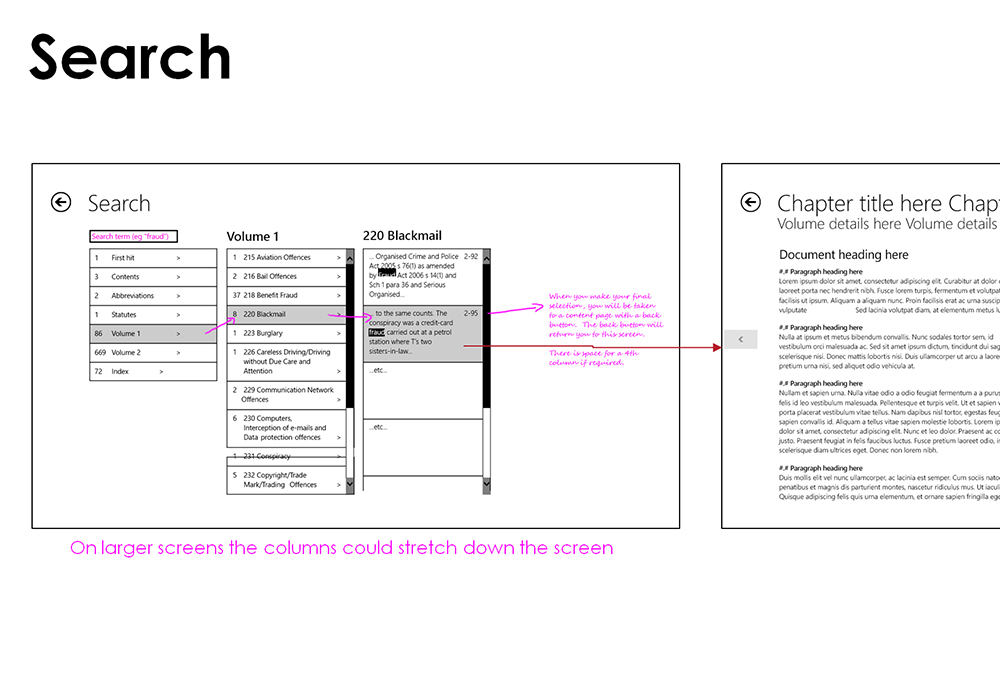 Search
Search
Search term (eg "fraud")
1 First hit >
3 Contents >
2 Abbreviations >
1 Statutes >
86 Volume 1 >
669 Volume 2 >
72 Index >
Volume 1
1 215 Aviation Offences >
2 216 Bail Offences >
37 218 Benefit Fraud >
8 220 Blackmail >
1 223 Burglary >
1 226 Careless Driving/Driving
without Due Care and
Attention >
2 229 Communication Network
Offences >
6 230 Computers,
Interception of e-mails and
Data protection offences >
1 231 Conspiracy >
5 232 Copyright/Trade
Mark/Trading Offences >
220 Blackmail
... Organised Crime and Police 2-92
Act 2005 s 76(1) as amended
by Fraud Act 2006 s 14(1) and
Sch 1 para 36 and Serious
Organised...
... to the same counts. The 2-95
conspiracy was a credit-card
fraud carried out at a petrol
station where T's two
sisters-in-law...
...etc...
...etc...
When you make your final
selection, you will be taken
to a content page with a back
button. The back button will
return you to this screen.
There is space for a 4th
column if required.
On larger screens the columns could stretch down the screen
Chapter title here Chapt
Volume details here Volume details
Document heading here
#.# Paragraph heading here
Lorem ipsum dolor sit amet, consectetur adipiscing elit. Curabitur at dolor
laoreet porta nec hendrerit nibh. Fusce lorem turpis, fermentum et volutpat
facilisis ut ipsum. Aliquam a aliquam nunc. Proin facilisis erat ac urna suscip
vulputate Sed lacinia volutpat diam, at elementum metus lu
#.# Paragraph heading here
Nulla at ipsum et metus bibendum convallis. Nunc sodales tortor sem, id
vestibulum orci malesuada ac. Sed sit amet ipsum dictum, tincidunt dui sag
scelerisque nisi. Donec mattis lobortis nisi. Duis ullamcorper ut arcu a laore
pretium urna nisi, sed aliquet odio vehicula at.
#.# Paragraph heading here
Nullam et sapien urna. Nulla vitae odio a odio feugiat fermentum a a purus
felis id leo vestibulum malesuada. Pellentesque et turpis velit. Ut et sapien v
porta placerat vestibulum vitae tellus. Nam dapibus nisl tortor, egestas feug
sapien convallis id. Aliquam a tellus vitae sapien molestie lobortis. Lorem ip
dolor sit amet, consectetur adipiscing elit. Nunc et leo dolor. Praesent ac co
justo. Praesent feugiat in felis faucibus luctus. Fusce pretium laoreet odio, in
scelerisque diam ultrices eget. Donec non lorem nibh.
#.# Paragraph heading here
Duis mollis elit vel nunc ullamcorper, ac lacinia est semper. Cum sociis nato
penatibus et magnis dis parturient montes, nascetur ridiculus mus. Ut iaculi
Quisque adipiscing felis quis urna elementum, et ornare sapien fringilla ege